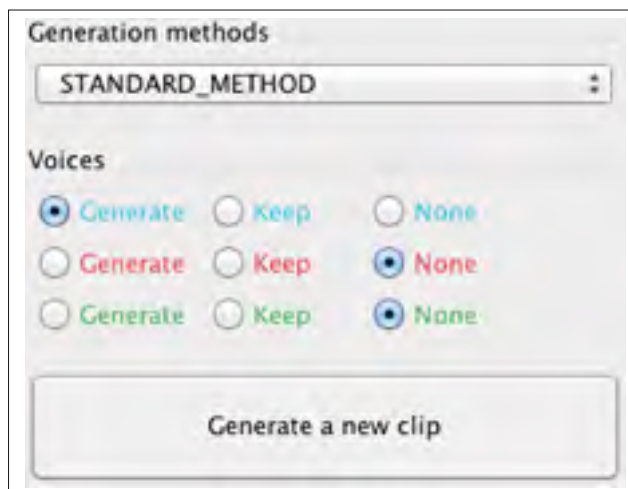 Generation methods
STANDARD_METHOD
Voices
Generate Keep None
Generate Keep None
Generate Keep None
Generate a new clip